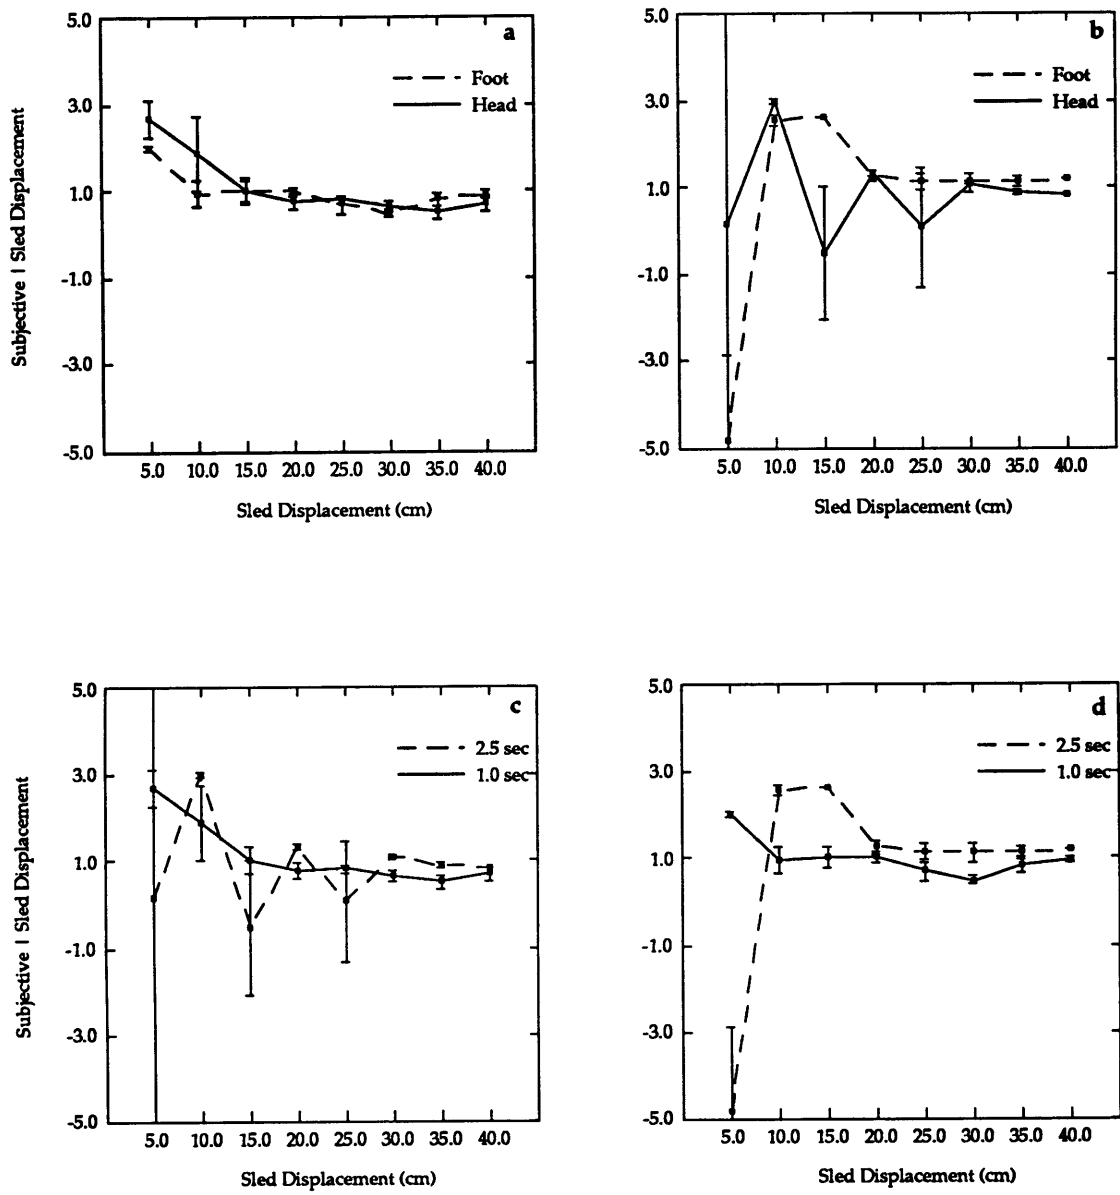 a
Foot
Head
5.0
3.0
1.0
-1.0
-3.0
-5.0
Subjective | Sled Displacement
5.0 10.0 15.0 20.0 25.0 30.0 35.0 40.0
Sled Displacement (cm)
b
Foot
Head
5.0
3.0
1.0
-1.0
-3.0
-5.0
5.0 10.0 15.0 20.0 25.0 30.0 35.0 40.0
Sled Displacement (cm)
c
2.5 sec
1.0 sec
5.0
3.0
1.0
-1.0
-3.0
-5.0
Subjective | Sled Displacement
5.0 10.0 15.0 20.0 25.0 30.0 35.0 40.0
Sled Displacement (cm)
d
2.5 sec
1.0 sec
5.0
3.0
1.0
-1.0
-3.0
-5.0
5.0 10.0 15.0 20.0 25.0 30.0 35.0 40.0
Sled Displacement (cm)